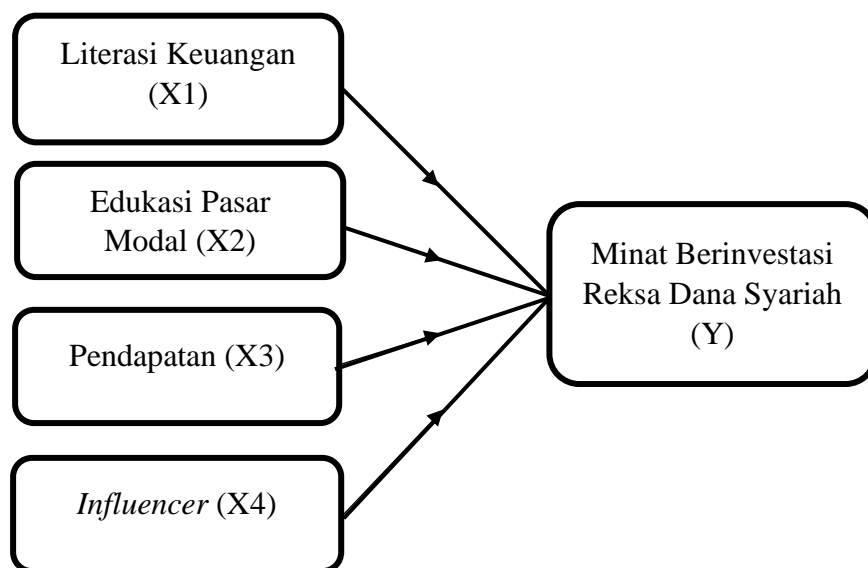 Literasi Keuangan
(X1)
Edukasi Pasar
Modal (X2)
Pendapatan (X3)
Influencer (X4)
Minat Berinvestasi
Reksa Dana Syariah
(Y)